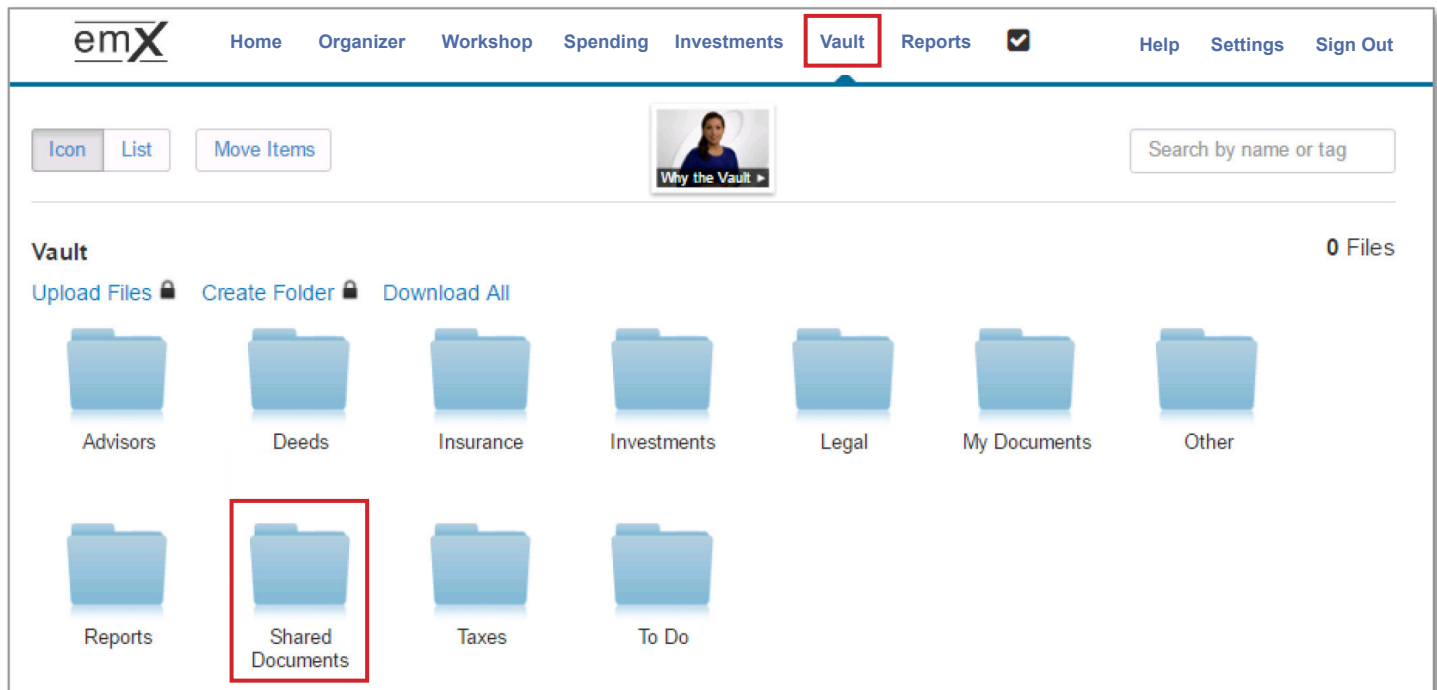 emX Home Organizer Workshop Spending Investments Vault Reports Help Settings Sign Out
Icon List Move Items Why the Vault Search by name or tag
Vault 0 Files
Upload Files Create Folder Download All
Advisors Deeds Insurance Investments Legal My Documents Other
Reports Shared Taxes To Do
Documents